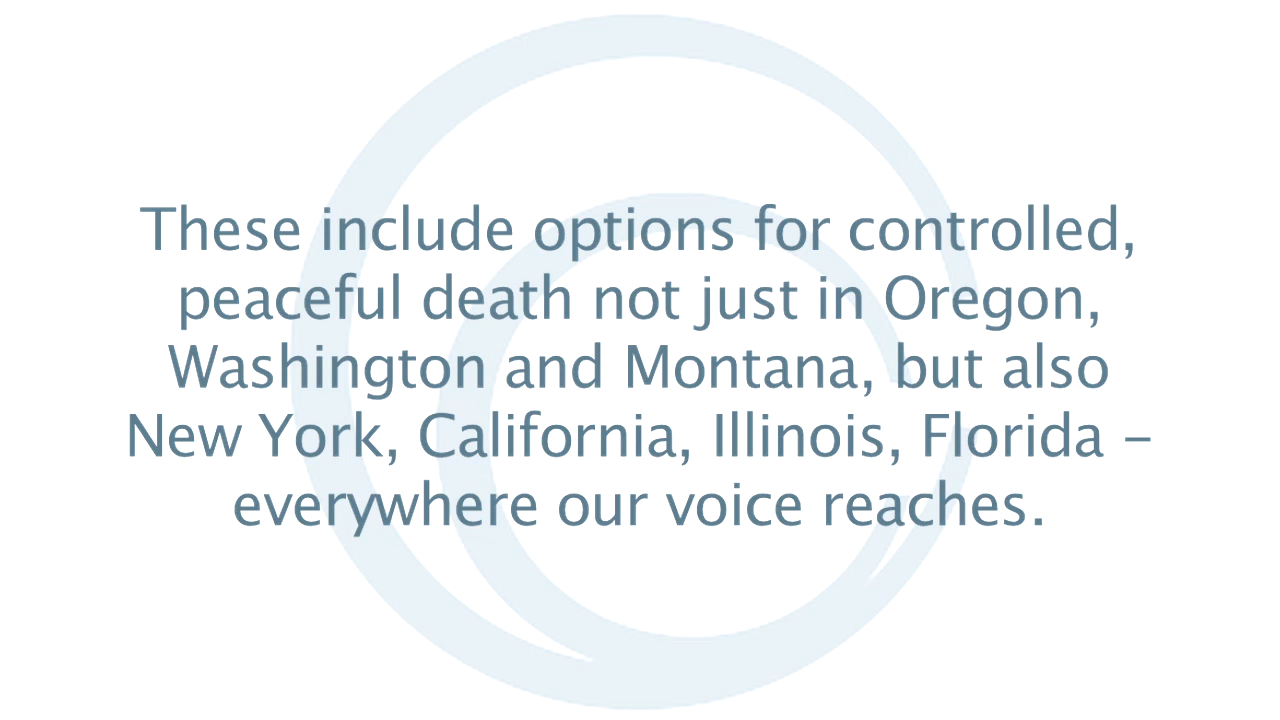 These include options for controlled,
peaceful death not just in Oregon,
Washington and Montana, but also
New York, California, Illinois, Florida –
everywhere our voice reaches.